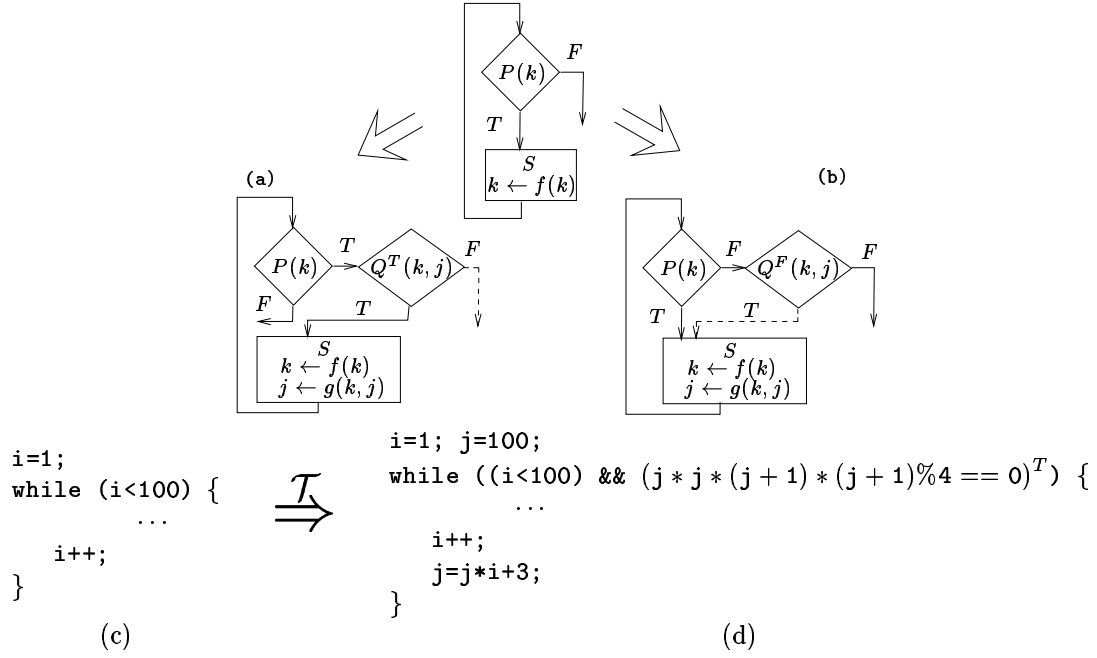 P(k)
F
T
S
k ← f(k)
(a)
P(k)
T
Q^T(k, j)
F
F
T
S
k ← f(k)
j ← g(k, j)
(b)
P(k)
F
Q^F(k, j)
F
T
T
S
k ← f(k)
j ← g(k, j)
i=1;
while (i<100) {
...
i++;
}
(c)
𝒯
⇒
i=1; j=100;
while ((i<100) && (j * j * (j + 1) * (j + 1)%4 == 0)^T) {
...
i++;
j=j*i+3;
}
(d)